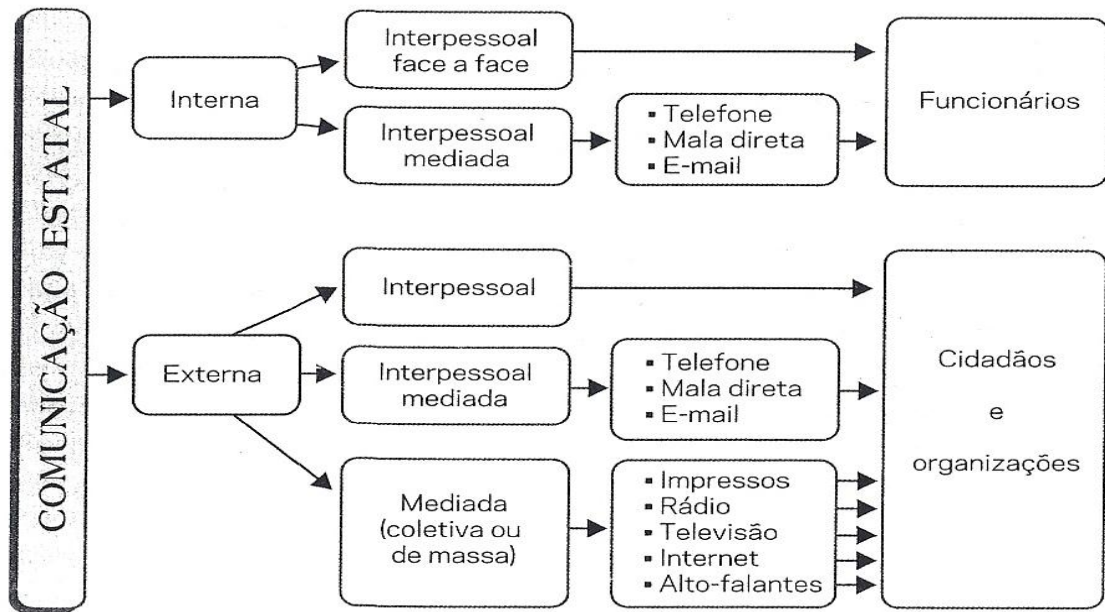 COMUNICAÇÃO ESTATAL
Interna
Interpessoal
face a face
Interpessoal
mediada
▪ Telefone
▪ Mala direta
▪ E-mail
Funcionários
Externa
Interpessoal
Interpessoal
mediada
▪ Telefone
▪ Mala direta
▪ E-mail
Mediada
(coletiva ou
de massa)
▪ Impressos
▪ Rádio
▪ Televisão
▪ Internet
▪ Alto-falantes
Cidadãos
e
organizações